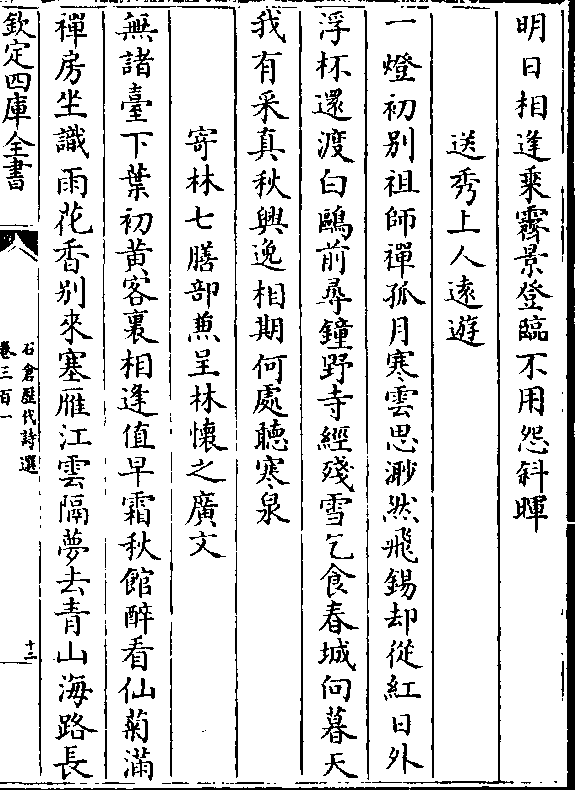 明日相逢乘霽景登臨不用怨斜暉
送秀上人遠遊
一燈初別祖師禪孤月寒雲思渺然飛錫却從紅日外
浮杯還渡白鷗前尋鐘野寺經殘雪乞食春城向暮天
我有采真秋興逸相期何處聽寒泉
寄林七膳部兼呈林懷之廣文
無諸臺下葉初黃客裏相逢值早霜秋館醉看仙菊滿
禪房坐識雨花香別來塞雁江雲隔夢去青山海路長
欽定四庫全書
石倉歷代詩選
卷三百一
十三